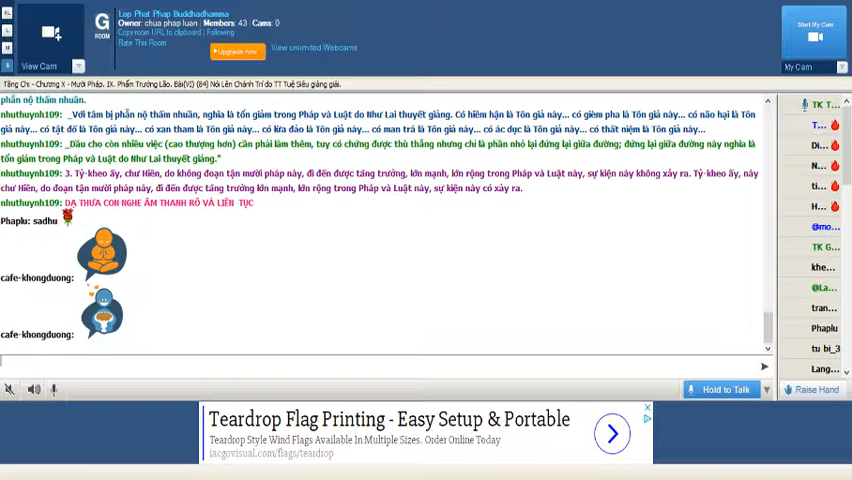 Lop Phat Phap Buddhadhamma
Owner: chua phap luan | Members: 43 | Cams: 0
Copy room URL to clipboard | Following
Rate This Room
G
ROOM
Upgrade now
View unlimited Webcams
View Cam
Start My Cam
My Cam
Tăng Chi - Chương X - Mười Pháp. IX. Phẩm Trưởng Lão. Bài(VI) (84) Nói Lên Chánh Trí do TT Tuệ Siêu giảng giải.
phẫn nộ thấm nhuần.
nhuthuynh109: _Với tâm bị phẫn nộ thấm nhuần, nghĩa là tổn giảm trong Pháp và Luật do Như Lai thuyết giảng. Có hiềm hận là Tôn giả này... có gièm pha là Tôn giả này... có não hại là Tôn
giả này... có tật đố là Tôn giả này... có xan tham là Tôn giả này... có lừa đảo là Tôn giả này... có man trá là Tôn giả này... có ác dục là Tôn giả này... có thất niệm là Tôn giả này...
nhuthuynh109: _Dầu cho còn nhiều việc (cao thượng hơn) cần phải làm thêm, tuy có chứng được thù thắng nhưng chỉ là phần nhỏ lại đứng lại giữa đường; đứng lại giữa đường này nghĩa là
tổn giảm trong Pháp và Luật do Như Lai thuyết giảng."
nhuthuynh109: 3. Tỷ-kheo ấy, chư Hiền, do không đoạn tận mười pháp này, đi đến được tăng trưởng, lớn mạnh, lớn rộng trong Pháp và Luật này, sự kiện này không xảy ra. Tỷ-kheo ấy, này
chư Hiền, do đoạn tận mười pháp này, đi đến được tăng trưởng lớn mạnh, lớn rộng trong Pháp và Luật này, sự kiện này có xảy ra.
nhuthuynh109: DẠ THƯA CON NGHE ÂM THANH RÕ VÀ LIÊN TỤC
Phaplu: sadhu
cafe-khongduong:
cafe-khongduong:
TK T
T...
Di...
N...
ti...
H...
@mo...
TK G...
khe...
@La...
tran...
Phaplu
tu bi_3
Lang...
Hold to Talk
Raise Hand
Teardrop Flag Printing - Easy Setup & Portable
Teardrop Style Wind Flags Available In Multiple Sizes. Order Online Today
iacgovisual.com/flags/teardrop